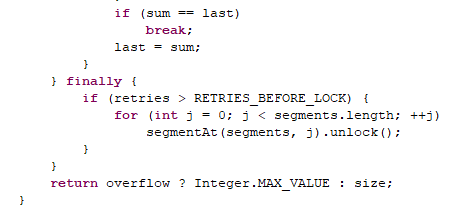 if (sum == last)
break;
last = sum;
}
} finally {
if (retries > RETRIES_BEFORE_LOCK) {
for (int j = 0; j < segments.length; ++j)
segmentAt(segments, j).unlock();
}
}
return overflow ? Integer.MAX_VALUE : size;
}